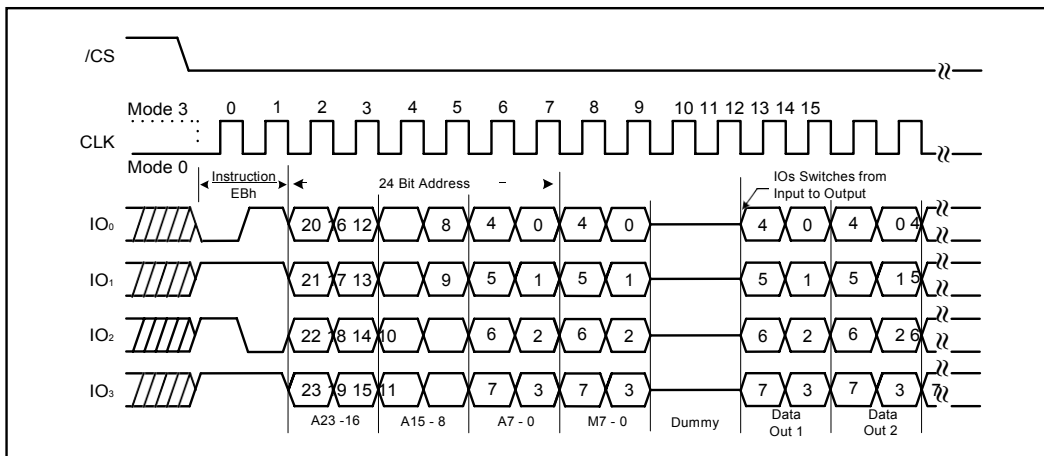 /CS
Mode 3 0 1 2 3 4 5 6 7 8 9 10 11 12 13 14 15
CLK
Mode 0
Instruction
EBh
24 Bit Address
IOs Switches from
Input to Output
IO0 20 16 12 8 4 0 4 0 4 0 4 0 4
IO1 21 17 13 9 5 1 5 1 5 1 5 1 5
IO2 22 18 14 10 6 2 6 2 6 2 6 2 6
IO3 23 19 15 11 7 3 7 3 7 3 7 3 7
A23 -16 A15 - 8 A7 - 0 M7 - 0 Dummy Data
Out 1 Data
Out 2